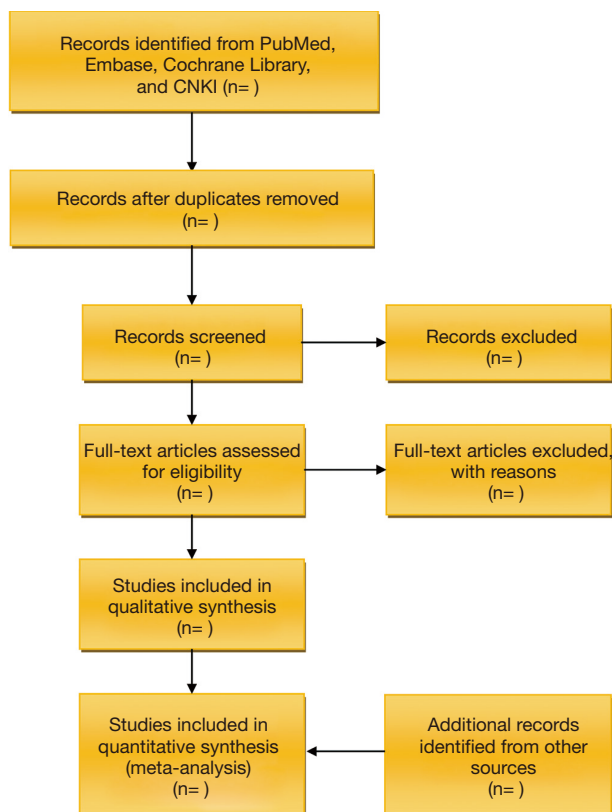 Records identified from PubMed,
Embase, Cochrane Library,
and CNKI (n= )
Records after duplicates removed
(n= )
Records screened
(n= )
Records excluded
(n= )
Full-text articles assessed
for eligibility
(n= )
Full-text articles excluded,
with reasons
(n= )
Studies included in
qualitative synthesis
(n= )
Studies included in
quantitative synthesis
(meta-analysis)
(n= )
Additional records
identified from other
sources
(n= )